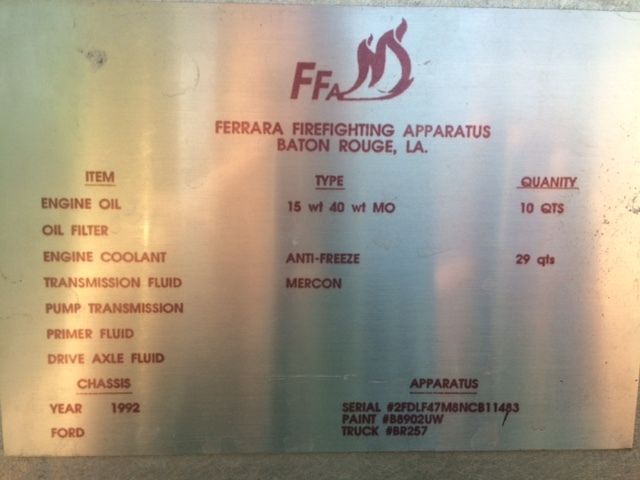 FFA
FERRARA FIREFIGHTING APPARATUS
BATON ROUGE, LA.
ITEM TYPE QUANITY
ENGINE OIL 15 wt 40 wt MO 10 QTS
OIL FILTER
ENGINE COOLANT ANTI-FREEZE 29 qts
TRANSMISSION FLUID MERCON
PUMP TRANSMISSION
PRIMER FLUID
DRIVE AXLE FLUID
CHASSIS APPARATUS
YEAR 1992 SERIAL #2FDLF47M8NCB11483
PAINT #B8902UW
FORD TRUCK #BR257